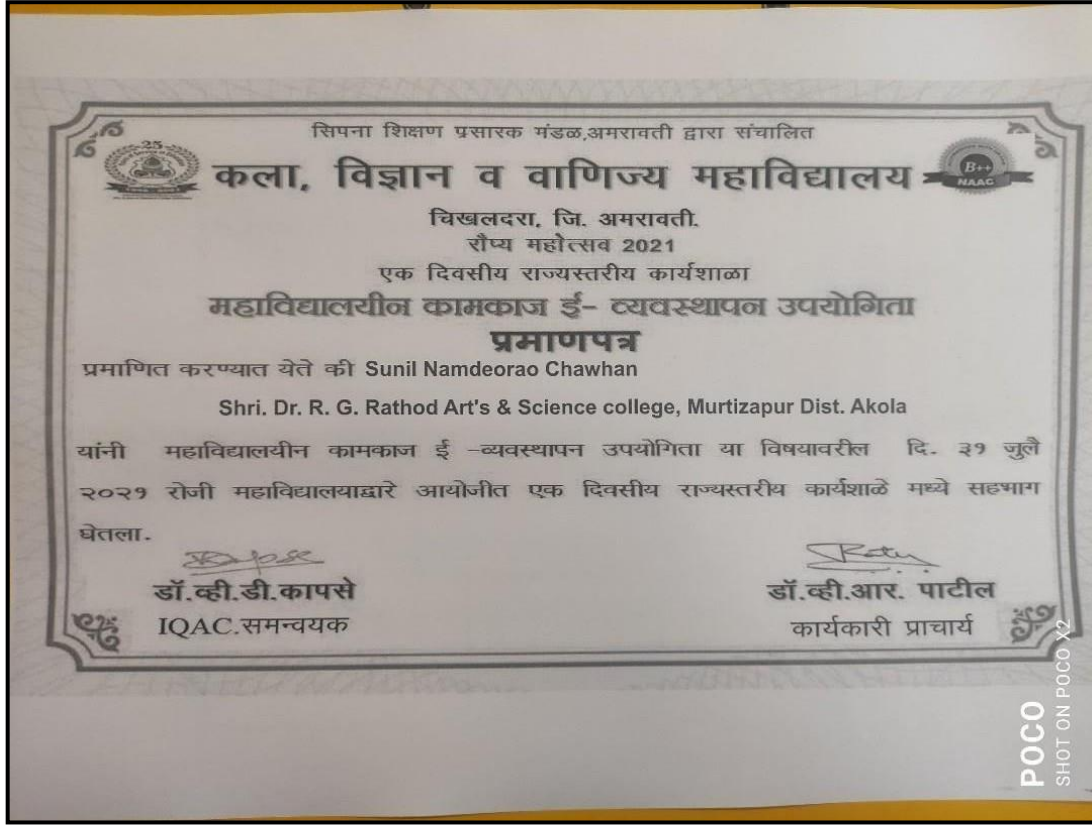 सिपना शिक्षण प्रसारक मंडळ,अमरावती द्वारा संचालित
25
कला, विज्ञान व वाणिज्य महाविद्यालय
B++
NAAC
चिखलदरा, जि. अमरावती.
रौप्य महोत्सव 2021
एक दिवसीय राज्यस्तरीय कार्यशाळा
महाविद्यालयीन कामकाज ई- व्यवस्थापन उपयोगिता
प्रमाणपत्र
प्रमाणित करण्यात येते की Sunil Namdeorao Chawhan
Shri. Dr. R. G. Rathod Art's & Science college, Murtizapur Dist. Akola
यांनी महाविद्यालयीन कामकाज ई -व्यवस्थापन उपयोगिता या विषयावरील दि. ३१ जुलै
२०२१ रोजी महाविद्यालयाद्वारे आयोजीत एक दिवसीय राज्यस्तरीय कार्यशाळे मध्ये सहभाग
घेतला.
डॉ.व्ही.डी.कापसे
IQAC.समन्वयक
डॉ.व्ही.आर. पाटील
कार्यकारी प्राचार्य
POCO
SHOT ON POCO X2